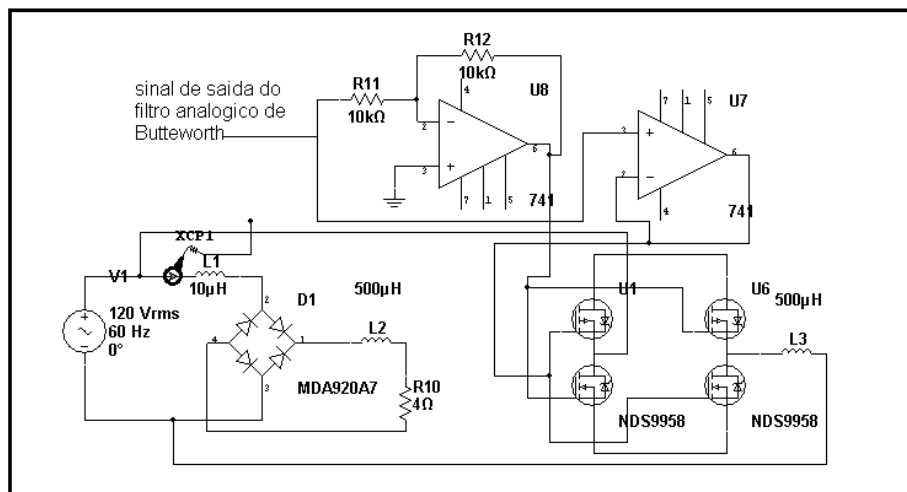 R12
10kΩ
R11
10kΩ
U8
sinal de saida do
filtro analogico de
Butteworth
4
2
3
6
7
1
5
741
7
1
5
U7
3
2
6
4
741
XCP1
V1
L1
10µH
120 Vrms
60 Hz
0°
D1
500µH
L2
2
4
1
3
MDA920A7
R10
4Ω
U1
U6
500µH
L3
NDS9958
NDS9958